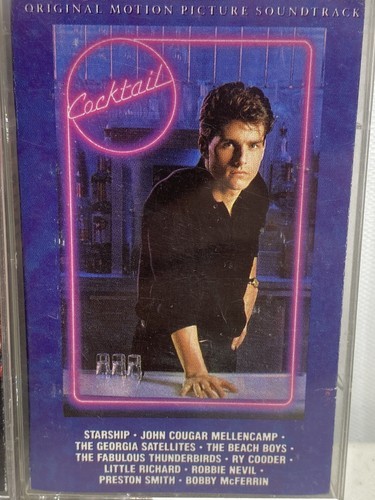 ORIGINAL MOTION PICTURE SOUNDTRACK
Cocktail
STARSHIP · JOHN COUGAR MELLENCAMP ·
THE GEORGIA SATELLITES · THE BEACH BOYS ·
THE FABULOUS THUNDERBIRDS · RY COODER ·
LITTLE RICHARD · ROBBIE NEVIL ·
PRESTON SMITH · BOBBY McFERRIN